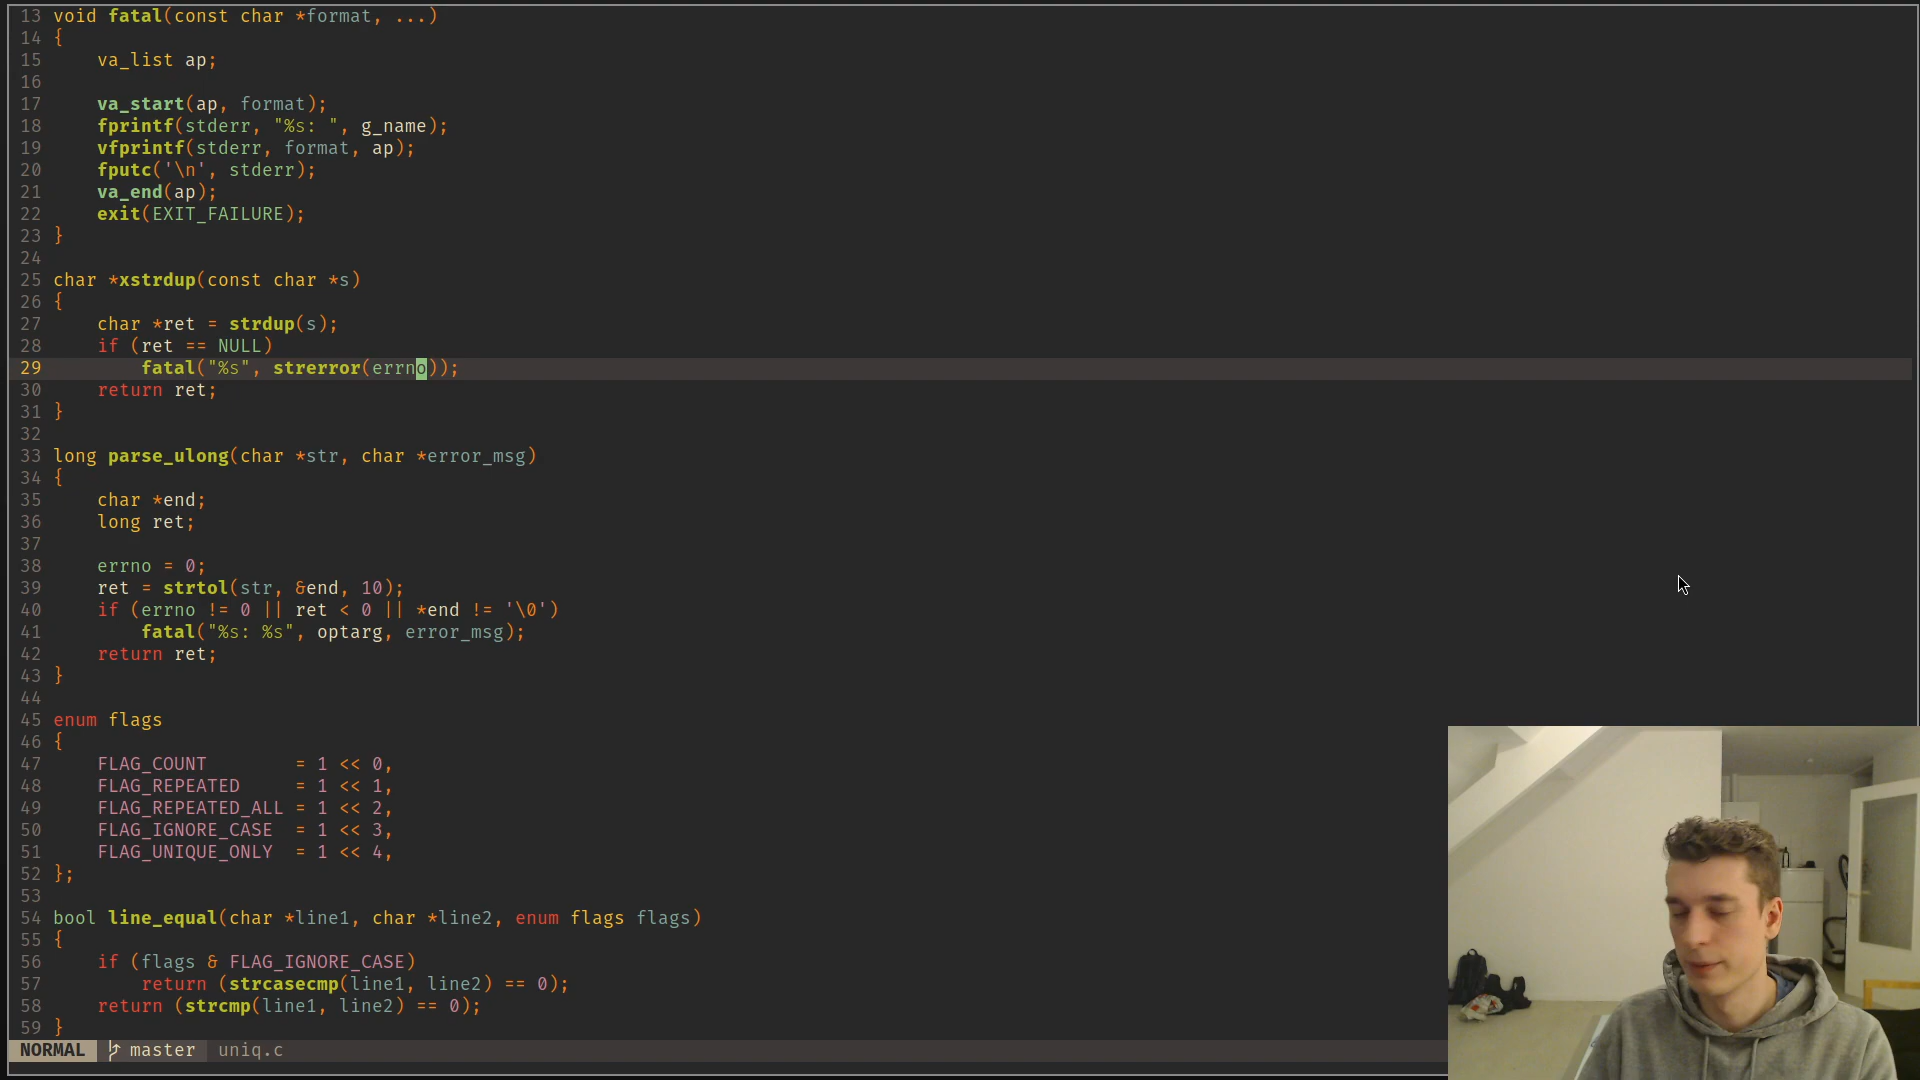 13 void fatal(const char *format, ...)
14 {
15     va_list ap;
16
17     va_start(ap, format);
18     fprintf(stderr, "%s: ", g_name);
19     vfprintf(stderr, format, ap);
20     fputc('\n', stderr);
21     va_end(ap);
22     exit(EXIT_FAILURE);
23 }
24
25 char *xstrdup(const char *s)
26 {
27     char *ret = strdup(s);
28     if (ret == NULL)
29         fatal("%s", strerror(errno));
30     return ret;
31 }
32
33 long parse_ulong(char *str, char *error_msg)
34 {
35     char *end;
36     long ret;
37
38     errno = 0;
39     ret = strtol(str, &end, 10);
40     if (errno != 0 || ret < 0 || *end != '\0')
41         fatal("%s: %s", optarg, error_msg);
42     return ret;
43 }
44
45 enum flags
46 {
47     FLAG_COUNT        = 1 << 0,
48     FLAG_REPEATED     = 1 << 1,
49     FLAG_REPEATED_ALL = 1 << 2,
50     FLAG_IGNORE_CASE  = 1 << 3,
51     FLAG_UNIQUE_ONLY  = 1 << 4,
52 };
53
54 bool line_equal(char *line1, char *line2, enum flags flags)
55 {
56     if (flags & FLAG_IGNORE_CASE)
57         return (strcasecmp(line1, line2) == 0);
58     return (strcmp(line1, line2) == 0);
59 }
NORMAL master uniq.c